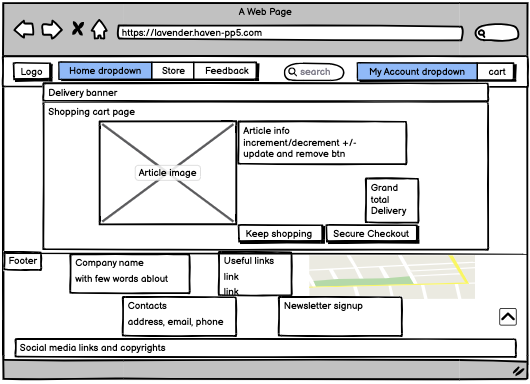 A Web Page
https://lavender.haven-pp5.com
Logo
Home dropdown
Store
Feedback
search
My Account dropdown
cart
Delivery banner
Shopping cart page
Article image
Article info
increment/decrement +/-
update and remove btn
Grand
total
Delivery
Keep shopping
Secure Checkout
Footer
Company name
with few words ablout
Useful links
link
link
Contacts
address, email, phone
Newsletter signup
Social media links and copyrights